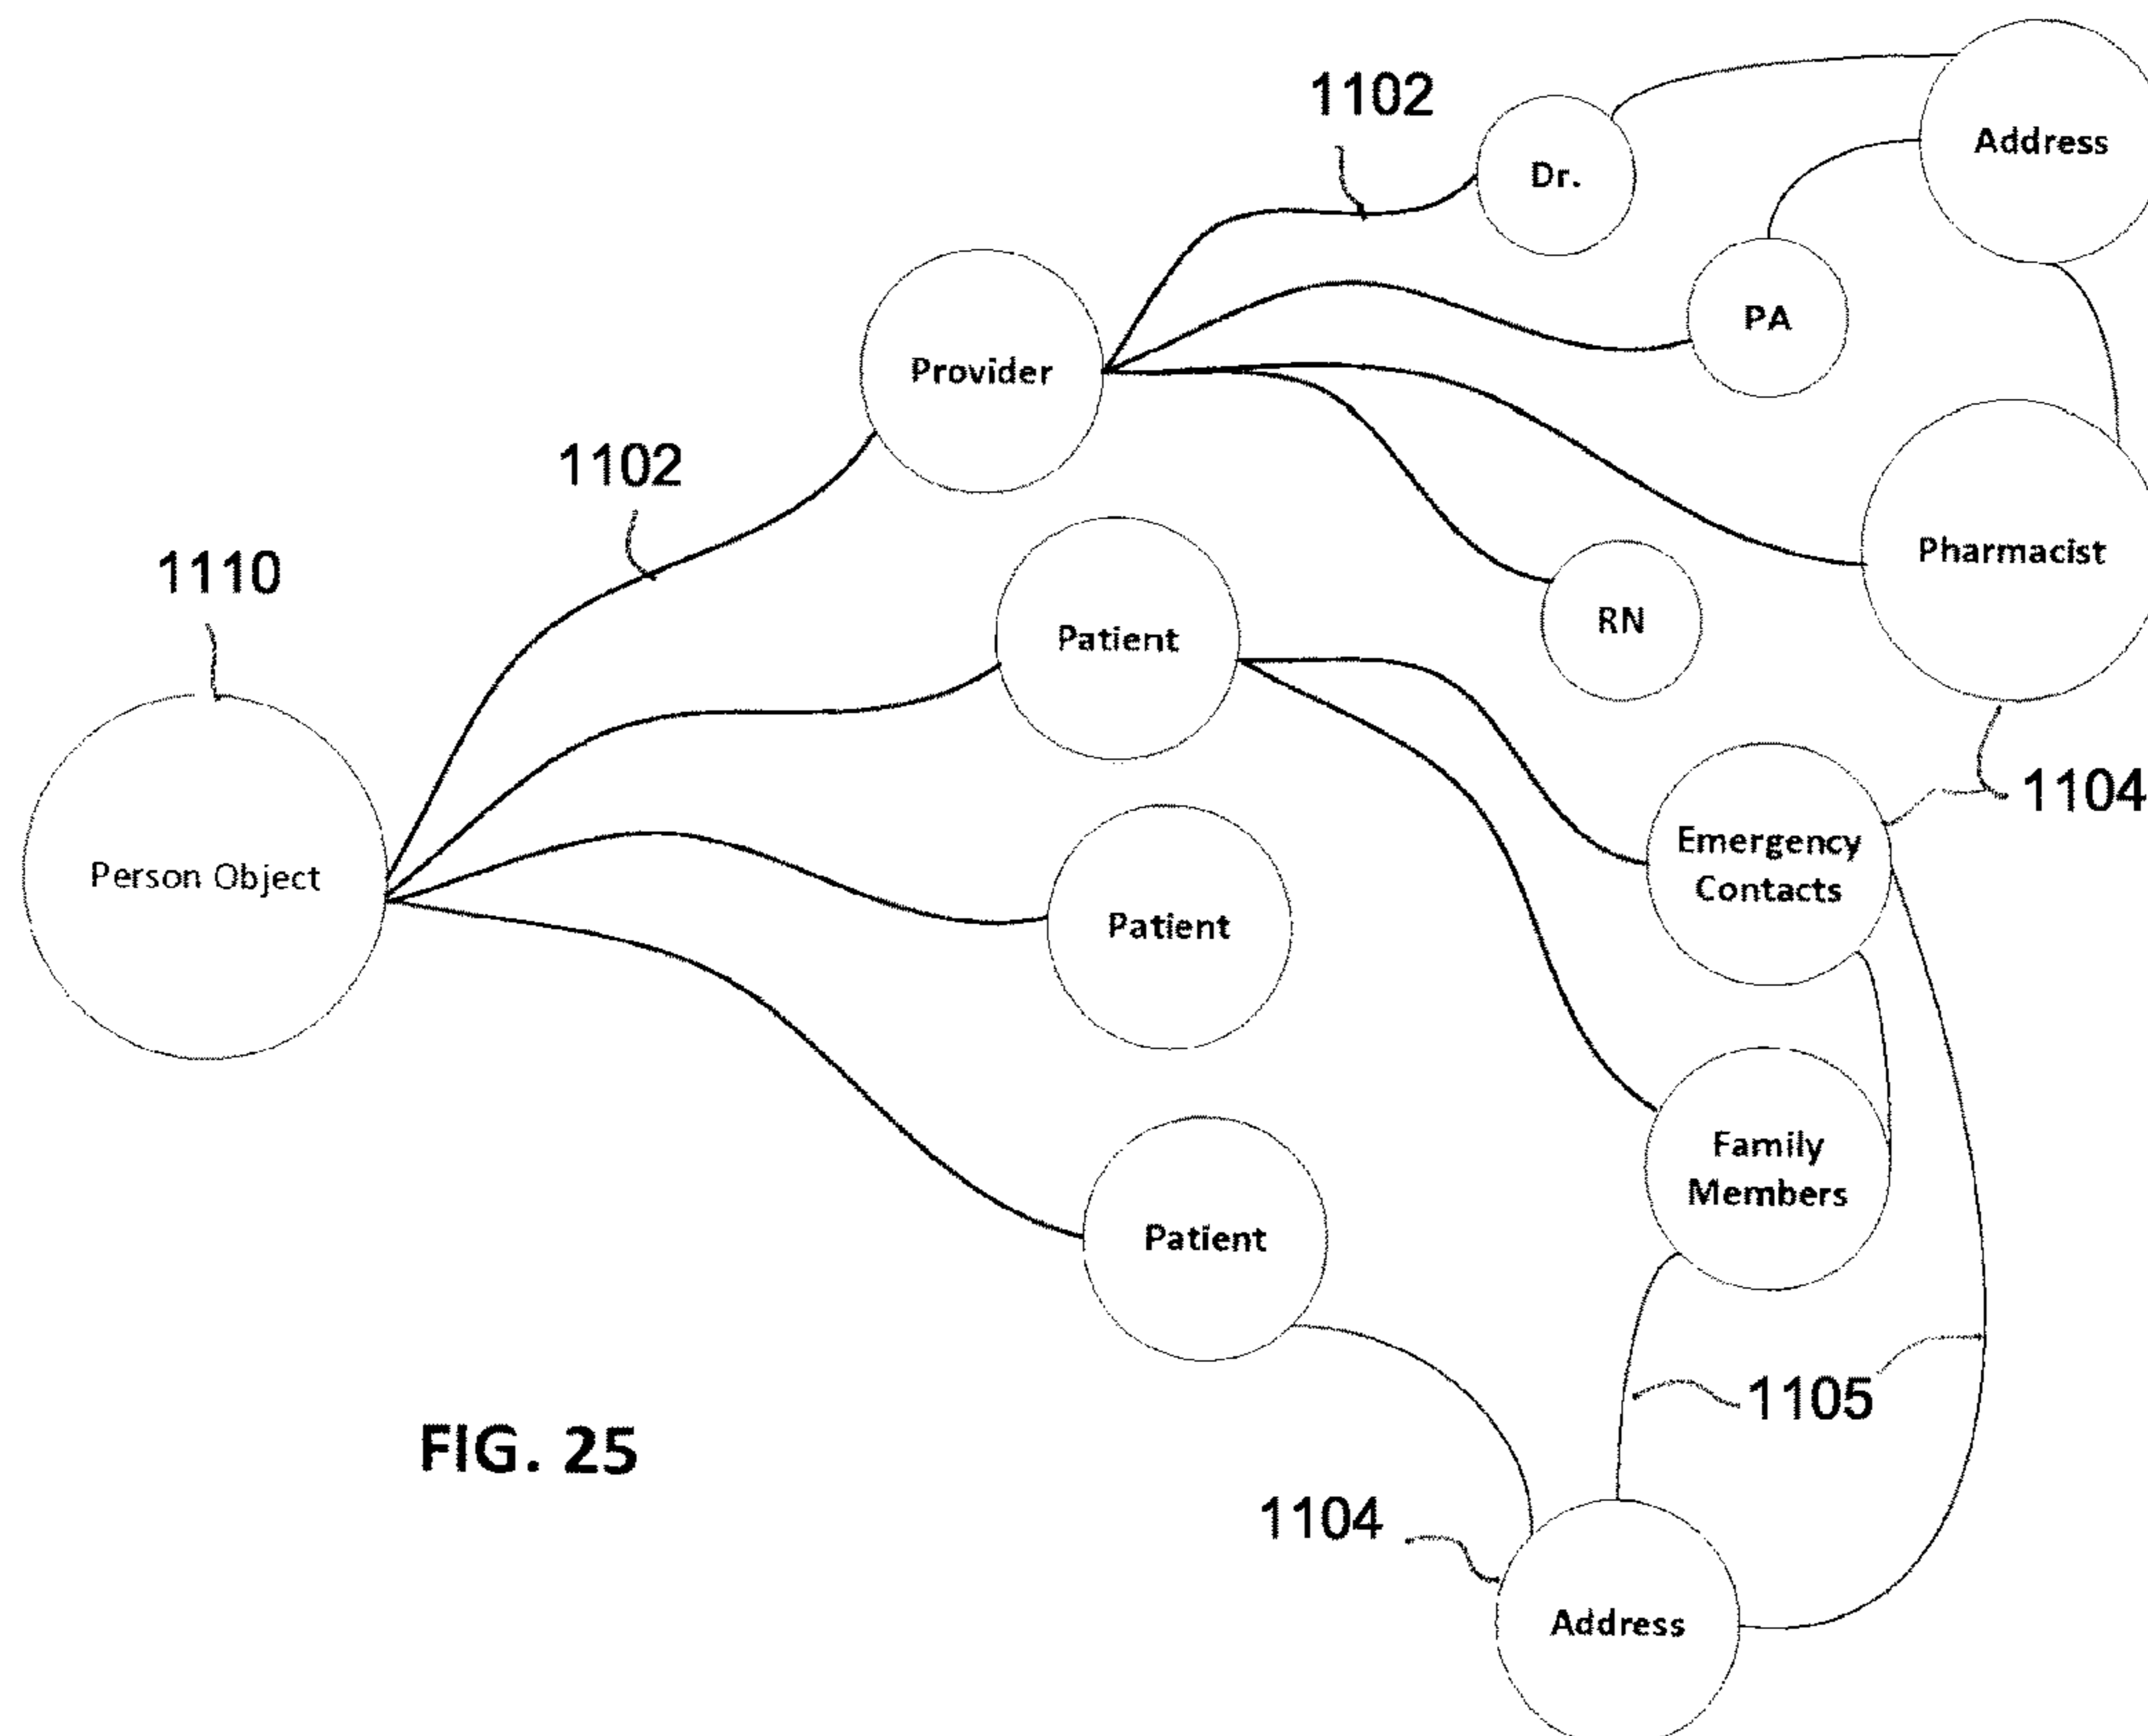 1102
Dr.
Address
PA
Provider
1102
Pharmacist
1110
RN
Patient
1104
Emergency
Contacts
Person Object
Patient
Family
Members
Patient
1105
FIG. 25
1104
Address